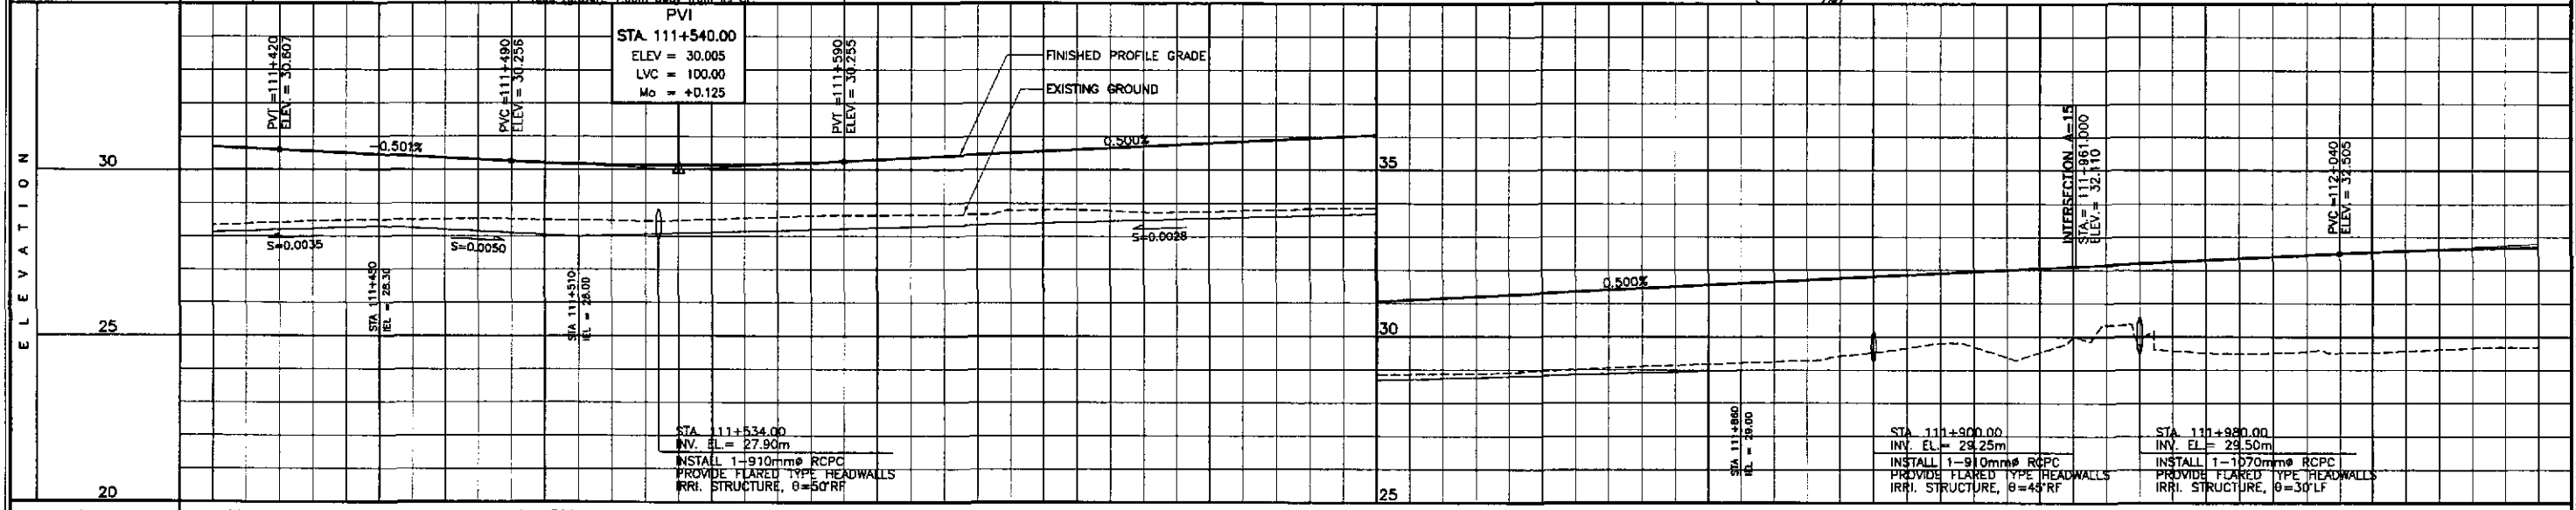 PVI
STA. 111+540.00
ELEV = 30.005
LVC = 100.00
Mo = +0.125
PVT =111+420
ELEV.= 30.607
PVC =111+490
ELEV.= 30.256
PVT =111+590
ELEV.= 30.255
FINISHED PROFILE GRADE
EXISTING GROUND
INTERSECTION A=15
STA.= 111+961.000
ELEV.= 32.110
PVC =112+040
ELEV.= 32.505
ELEVATION
30
25
20
-0.501%
0.500%
35
30
25
0.500%
S=0.0035
S=0.0050
S=0.0028
STA 111+450
IEL = 28.30
STA 111+510
IEL = 28.00
STA 111+860
IEL = 29.00
STA. 111+534.00
INV. EL.= 27.90m
INSTALL 1-910mmø RCPC
PROVIDE FLARED TYPE HEADWALLS
IRRI. STRUCTURE, θ=50°RF
STA. 111+900.00
INV. EL.= 29.25m
INSTALL 1-910mmø RCPC
PROVIDE FLARED TYPE HEADWALLS
IRRI. STRUCTURE, θ=45°RF
STA. 111+980.00
INV. EL.= 29.50m
INSTALL 1-1070mmø RCPC
PROVIDE FLARED TYPE HEADWALLS
IRRI. STRUCTURE, θ=30°LF